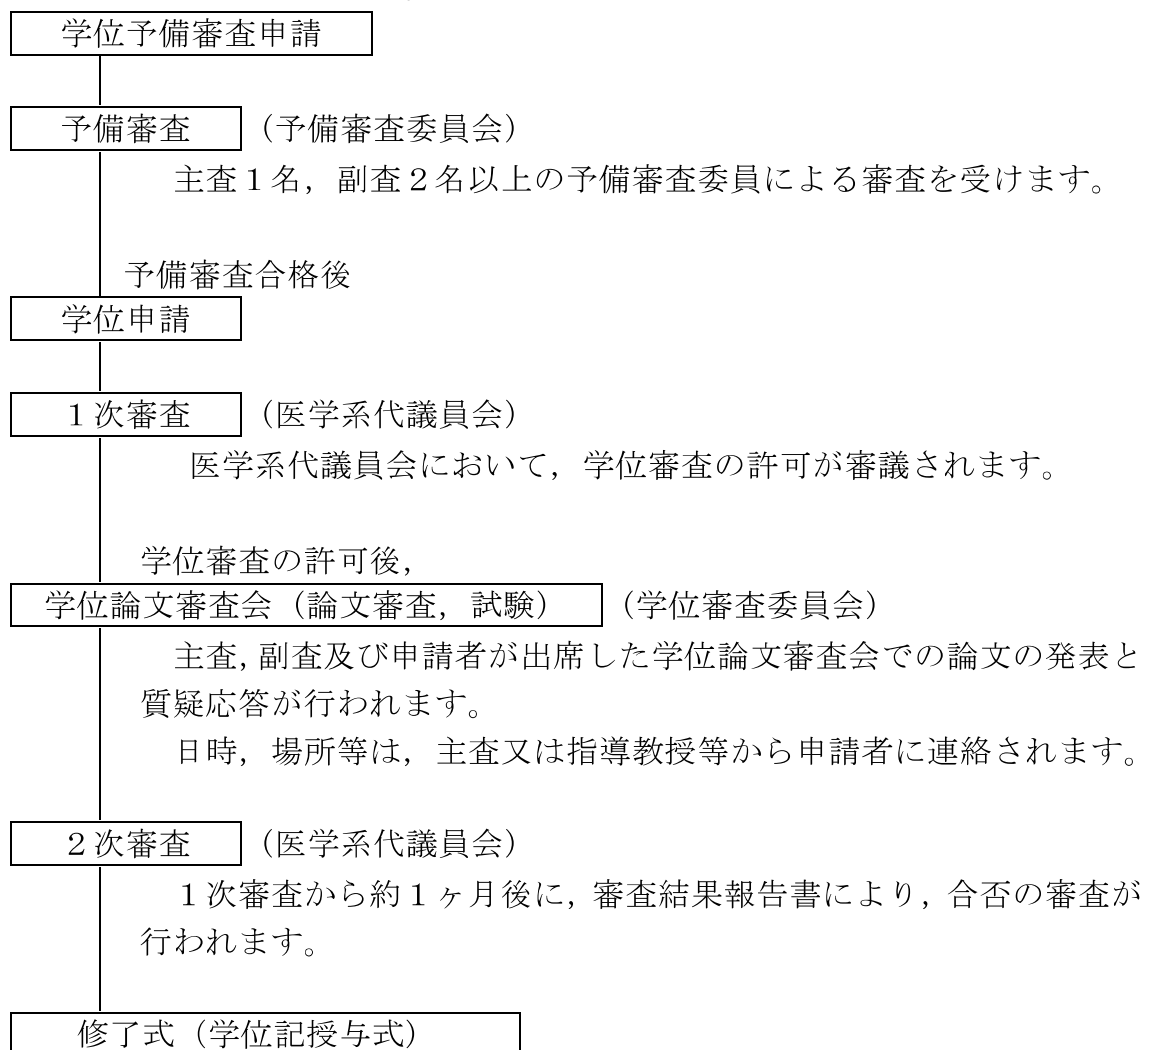 学位予備審査申請
予備審査 （予備審査委員会）
主査１名，副査２名以上の予備審査委員による審査を受けます。
予備審査合格後
学位申請
１次審査 （医学系代議員会）
医学系代議員会において，学位審査の許可が審議されます。
学位審査の許可後，
学位論文審査会（論文審査，試験） （学位審査委員会）
主査，副査及び申請者が出席した学位論文審査会での論文の発表と
質疑応答が行われます。
日時，場所等は，主査又は指導教授等から申請者に連絡されます。
２次審査 （医学系代議員会）
１次審査から約１ヶ月後に，審査結果報告書により，合否の審査が
行われます。
修了式（学位記授与式）